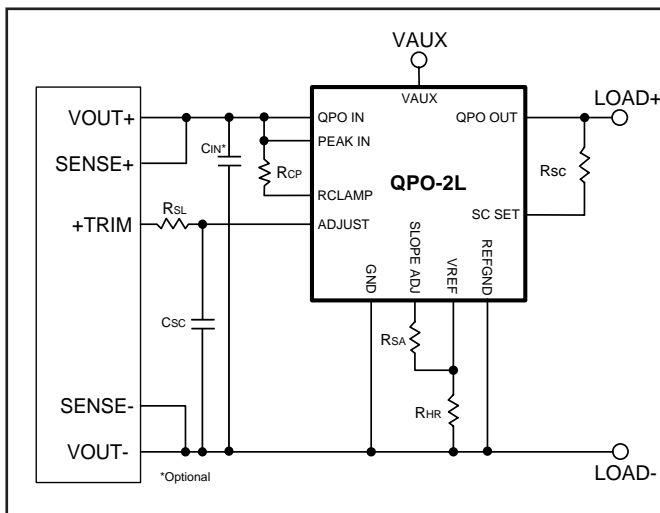 VAUX
VAUX
VOUT+
QPO IN
QPO OUT
LOAD+
PEAK IN
SENSE+
CIN*
RCP
RCLAMP
QPO-2L
RSC
RSL
+TRIM
ADJUST
SC SET
GND
SLOPE ADJ
VREF
REFGND
CSC
RSA
RHR
SENSE-
VOUT-
*Optional
LOAD-